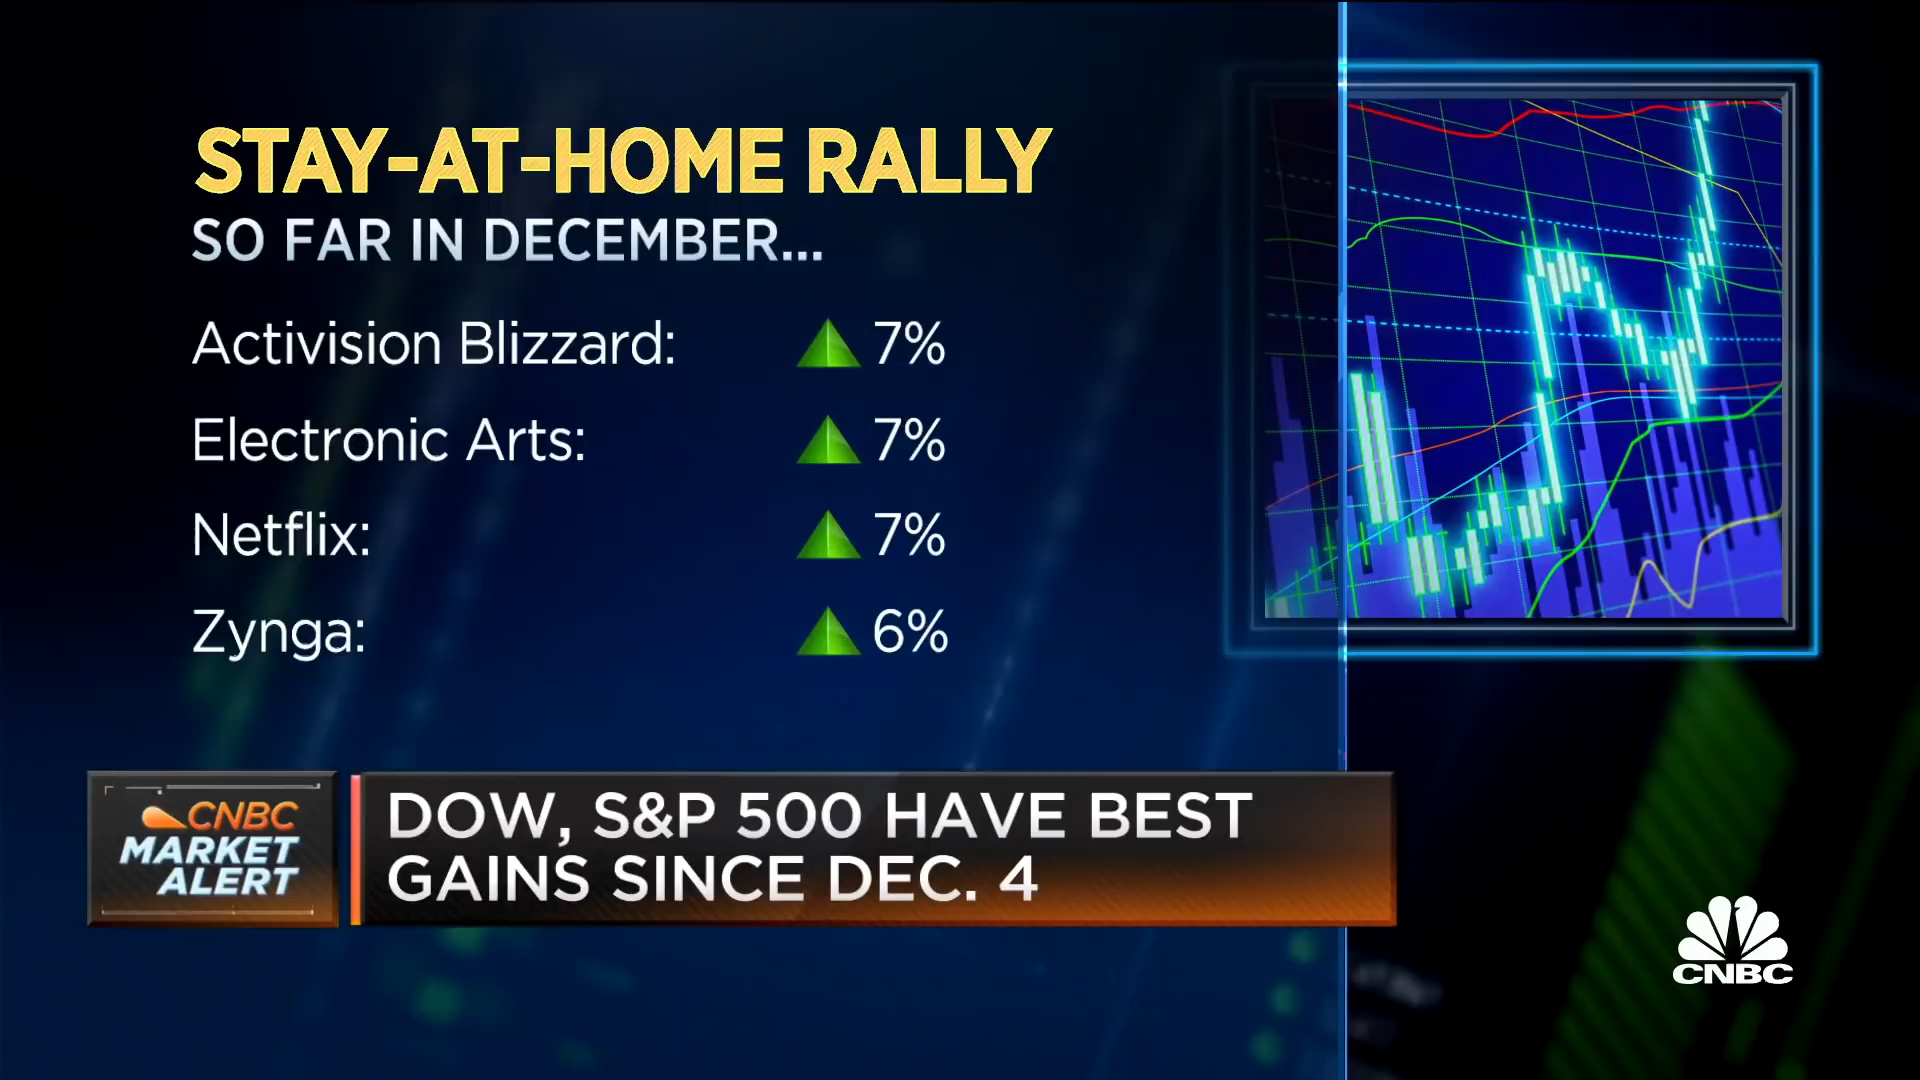 STAY-AT-HOME RALLY
SO FAR IN DECEMBER...
Activision Blizzard: 7%
Electronic Arts: 7%
Netflix: 7%
Zynga: 6%
CNBC
MARKET
ALERT
DOW, S&P 500 HAVE BEST
GAINS SINCE DEC. 4
CNBC